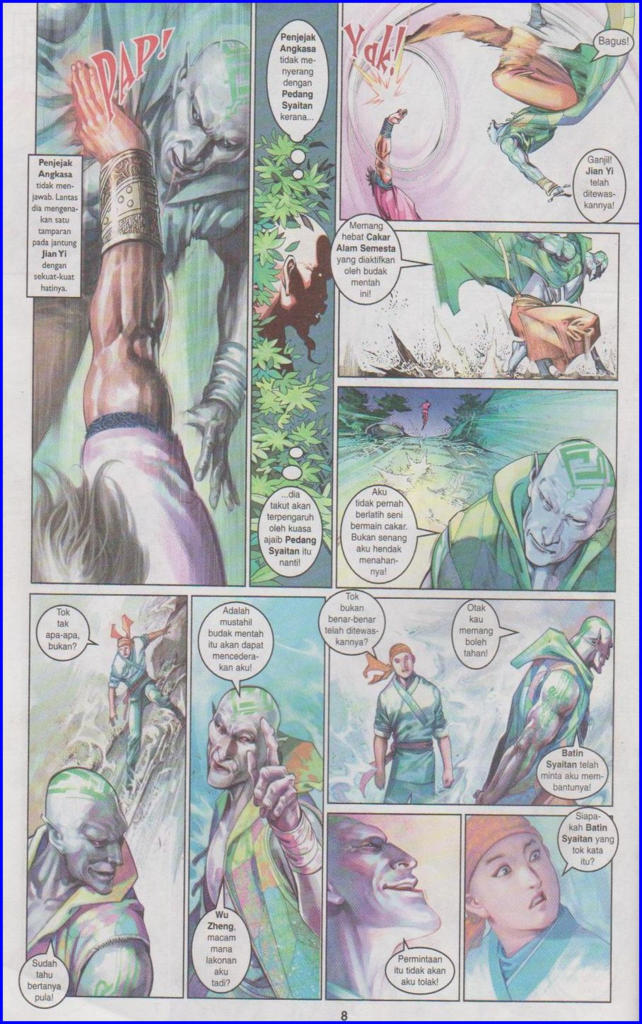 PAP!
Penjejak
Angkasa
tidak men-
jawab. Lantas
dia mengena-
kan satu
tamparan
pada jantung
Jian Yi
dengan
sekuat-kuat
hatinya.
Penjejak
Angkasa
tidak me-
nyerang
dengan
Pedang
Syaitan
kerana...
...dia
takut akan
terpengaruh
oleh kuasa
ajaib Pedang
Syaitan itu
nanti!
Yak!
Bagus!
Ganjil!
Jian Yi
telah
ditewas-
kannya!
Memang
hebat Cakar
Alam Semesta
yang diaktifkan
oleh budak
mentah
ini!
Aku
tidak pernah
berlatih seni
bermain cakar.
Bukan senang
aku hendak
menahan-
nya!
Tok
tak
apa-apa,
bukan?
Sudah
tahu
bertanya
pula!
Adalah
mustahil
budak mentah
itu akan dapat
mencedera-
kan aku!
Wu
Zheng,
macam
mana
lakonan
aku
tadi?
Tok
bukan
benar-benar
telah ditewas-
kannya?
Otak
kau
memang
boleh
tahan!
Batin
Syaitan telah
minta aku mem-
bantunya!
Permintaan
itu tidak akan
aku tolak!
Siapa-
kah Batin
Syaitan yang
tok kata
itu?
8